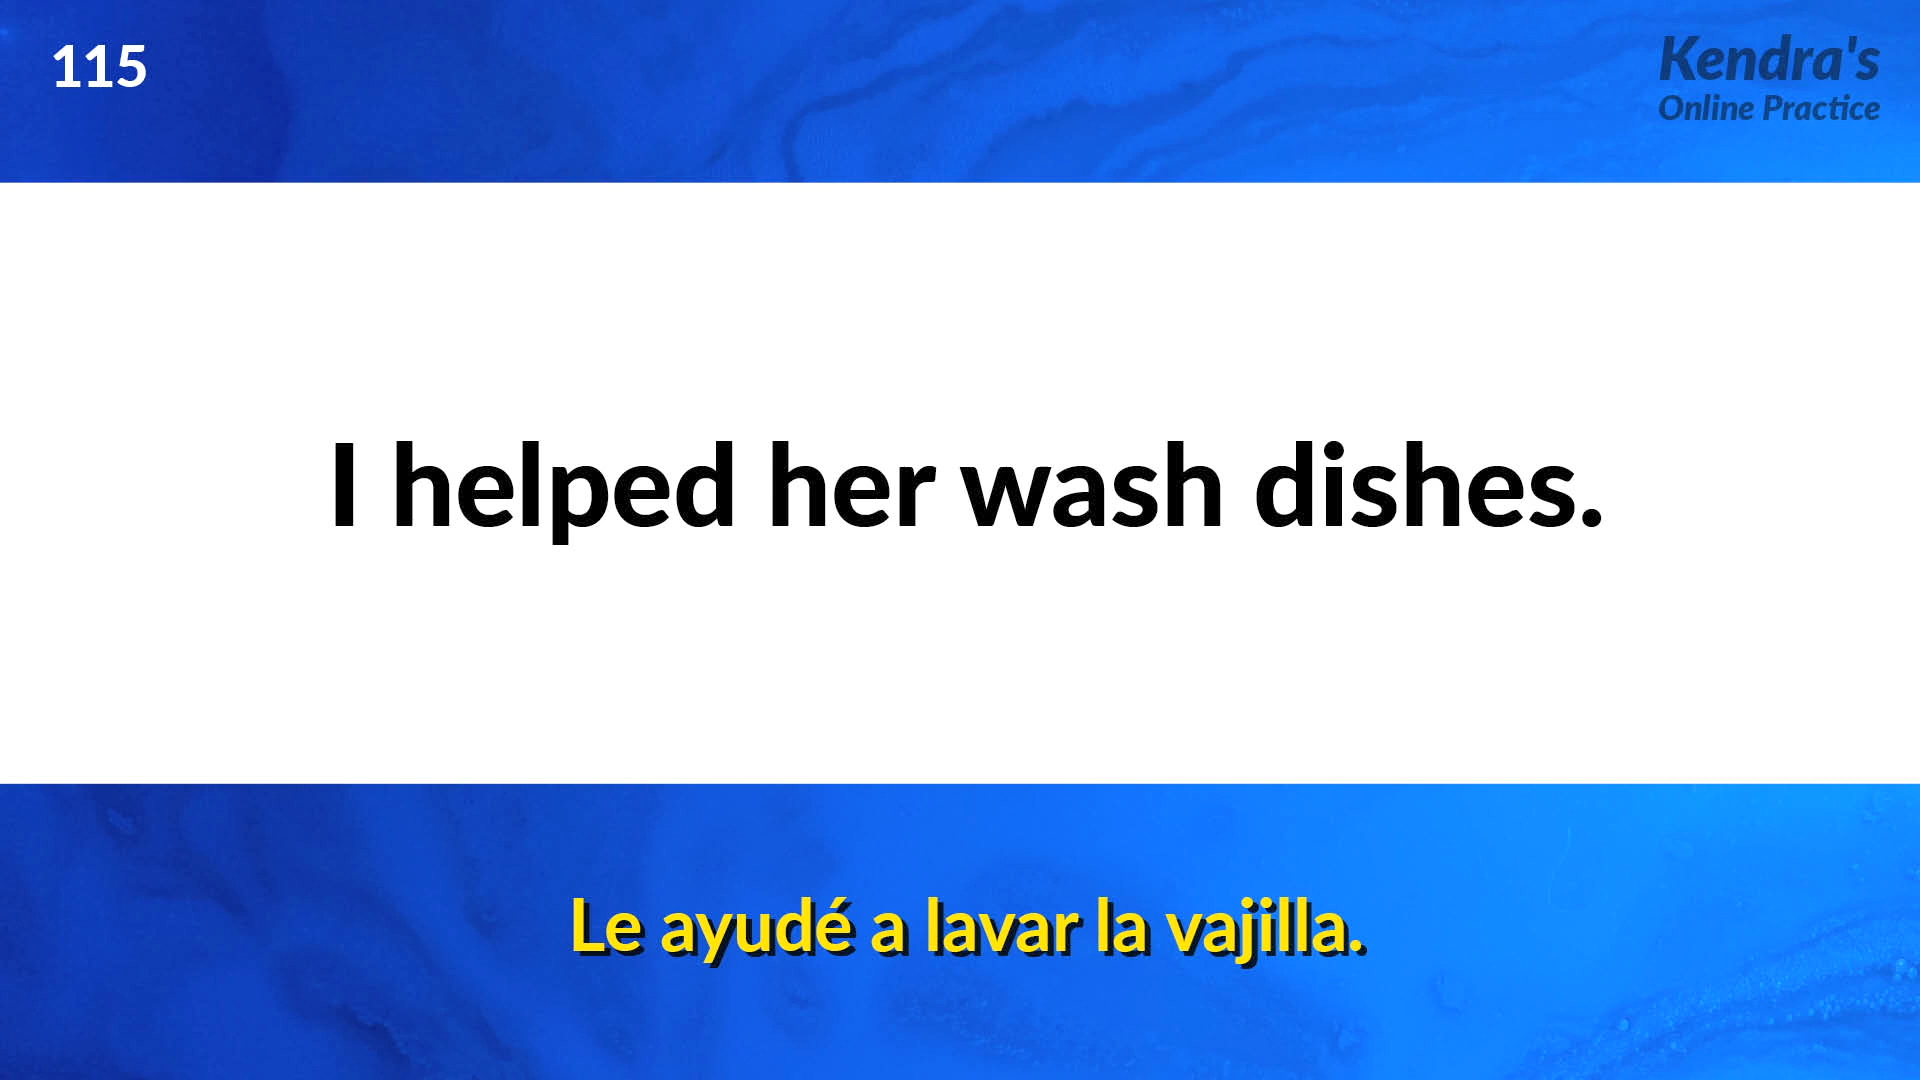 115
Kendra's
Online Practice
I helped her wash dishes.
Le ayudé a lavar la vajilla.